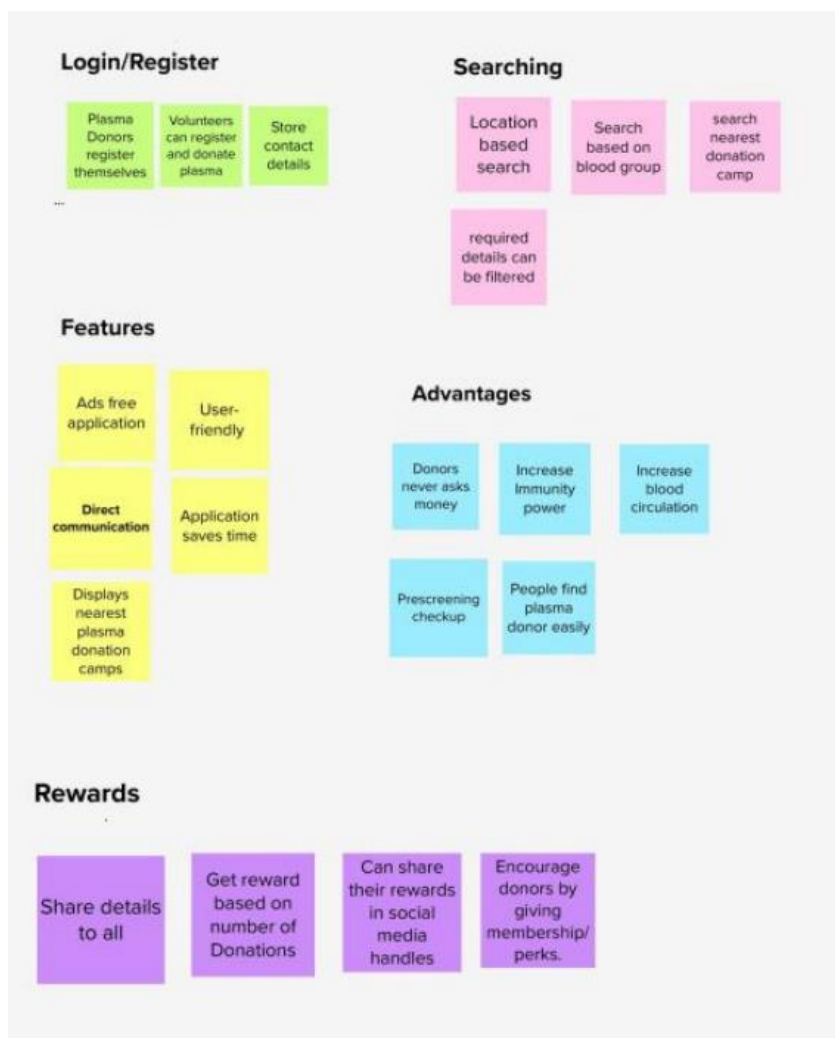 Login/Register
Plasma
Donors
register
themselves
Volunteers
can register
and donate
plasma
Store
contact
details
...
Searching
Location
based
search
Search
based on
blood group
search
nearest
donation
camp
required
details can
be filtered
Features
Ads free
application
User-
friendly
Direct
communication
Application
saves time
Displays
nearest
plasma
donation
camps
Advantages
Donors
never asks
money
Increase
Immunity
power
Increase
blood
circulation
Prescreening
checkup
People find
plasma
donor easily
Rewards
Share details
to all
Get reward
based on
number of
Donations
Can share
their rewards
in social
media
handles
Encourage
donors by
giving
membership/
perks.